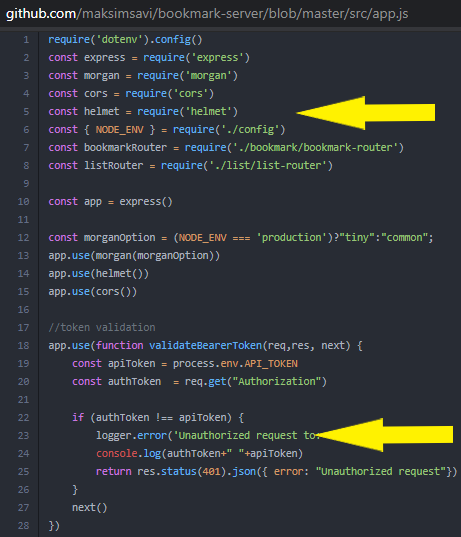 github.com/maksimsavi/bookmark-server/blob/master/src/app.js
1 require('dotenv').config()
2 const express = require('express')
3 const morgan = require('morgan')
4 const cors = require('cors')
5 const helmet = require('helmet')
6 const { NODE_ENV } = require('./config')
7 const bookmarkRouter = require('./bookmark/bookmark-router')
8 const listRouter = require('./list/list-router')
9
10 const app = express()
11
12 const morganOption = (NODE_ENV === 'production')?"tiny":"common";
13 app.use(morgan(morganOption))
14 app.use(helmet())
15 app.use(cors())
16
17 //token validation
18 app.use(function validateBearerToken(req,res, next) {
19 const apiToken = process.env.API_TOKEN
20 const authToken  = req.get("Authorization")
21
22 if (authToken !== apiToken) {
23 logger.error('Unauthorized request to
24 console.log(authToken+" "+apiToken)
25 return res.status(401).json({ error: "Unauthorized request"})
26 }
27 next()
28 })